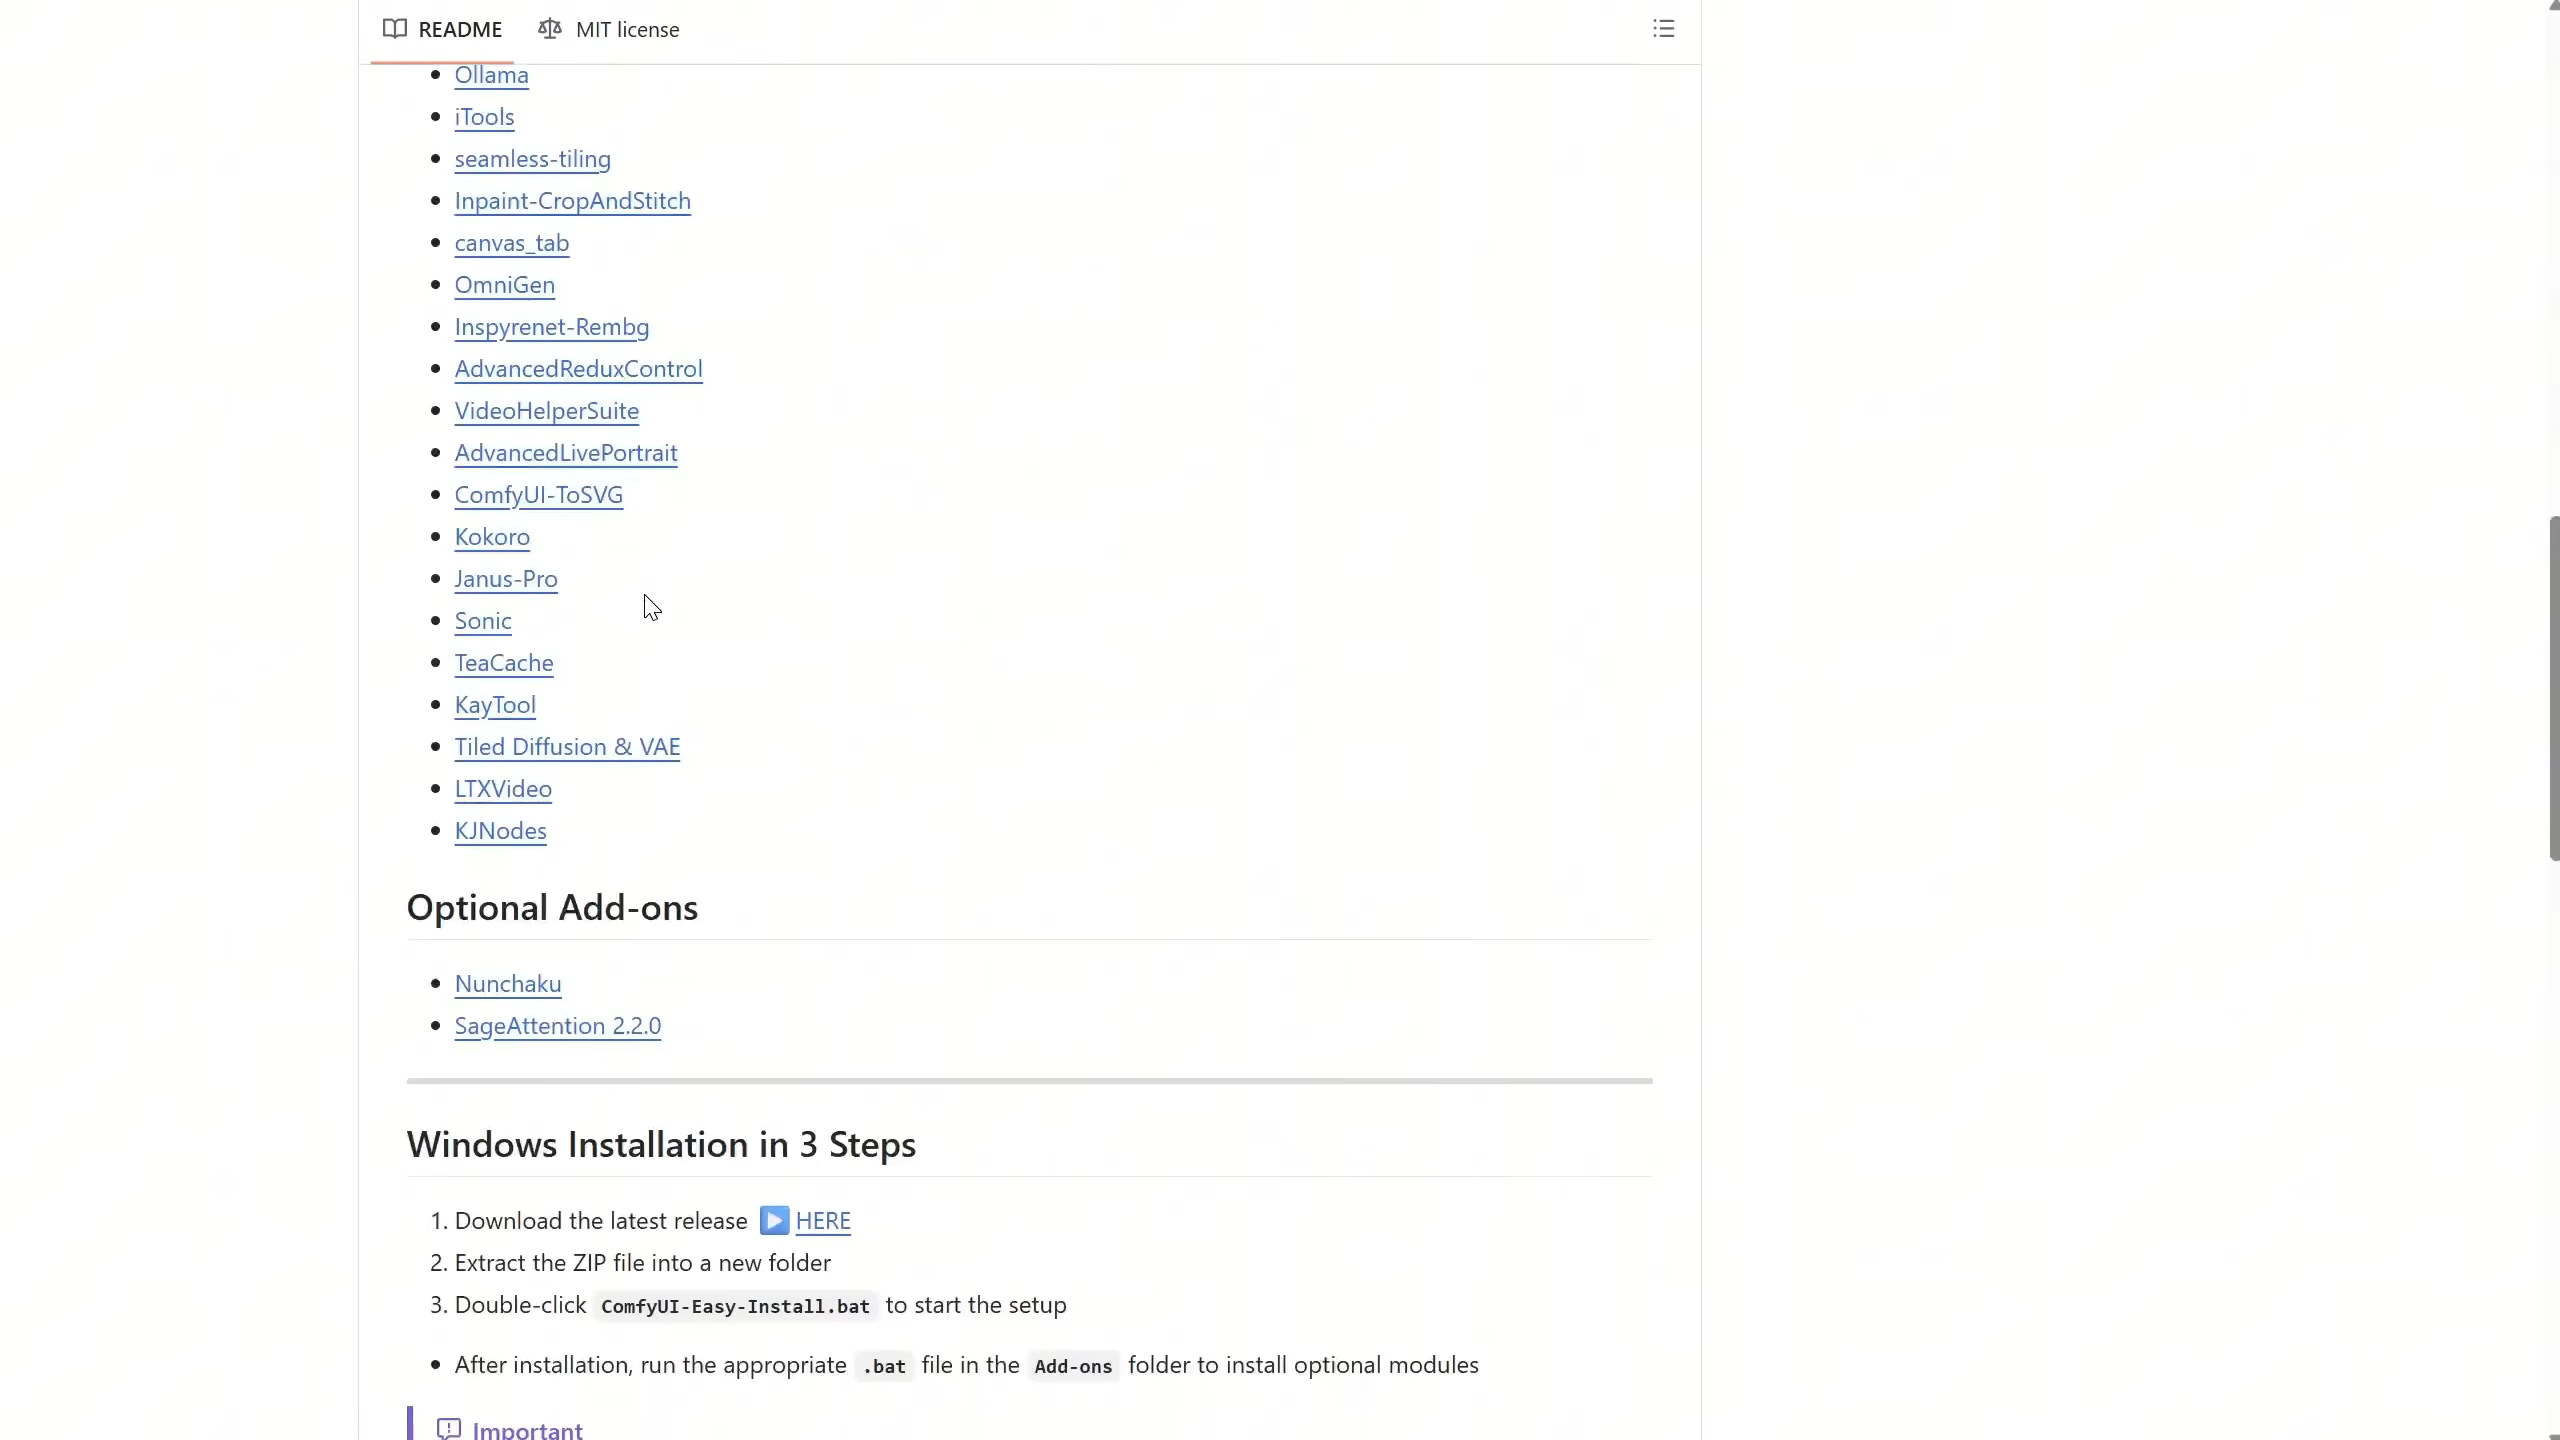 README
MIT license
Ollama
iTools
seamless-tiling
Inpaint-CropAndStitch
canvas_tab
OmniGen
Inspyrenet-Rembg
AdvancedReduxControl
VideoHelperSuite
AdvancedLivePortrait
ComfyUI-ToSVG
Kokoro
Janus-Pro
Sonic
TeaCache
KayTool
Tiled Diffusion & VAE
LTXVideo
KJNodes
Optional Add-ons
Nunchaku
SageAttention 2.2.0
Windows Installation in 3 Steps
1. Download the latest release ▶️ HERE
2. Extract the ZIP file into a new folder
3. Double-click ComfyUI-Easy-Install.bat to start the setup
After installation, run the appropriate .bat file in the Add-ons folder to install optional modules
Important